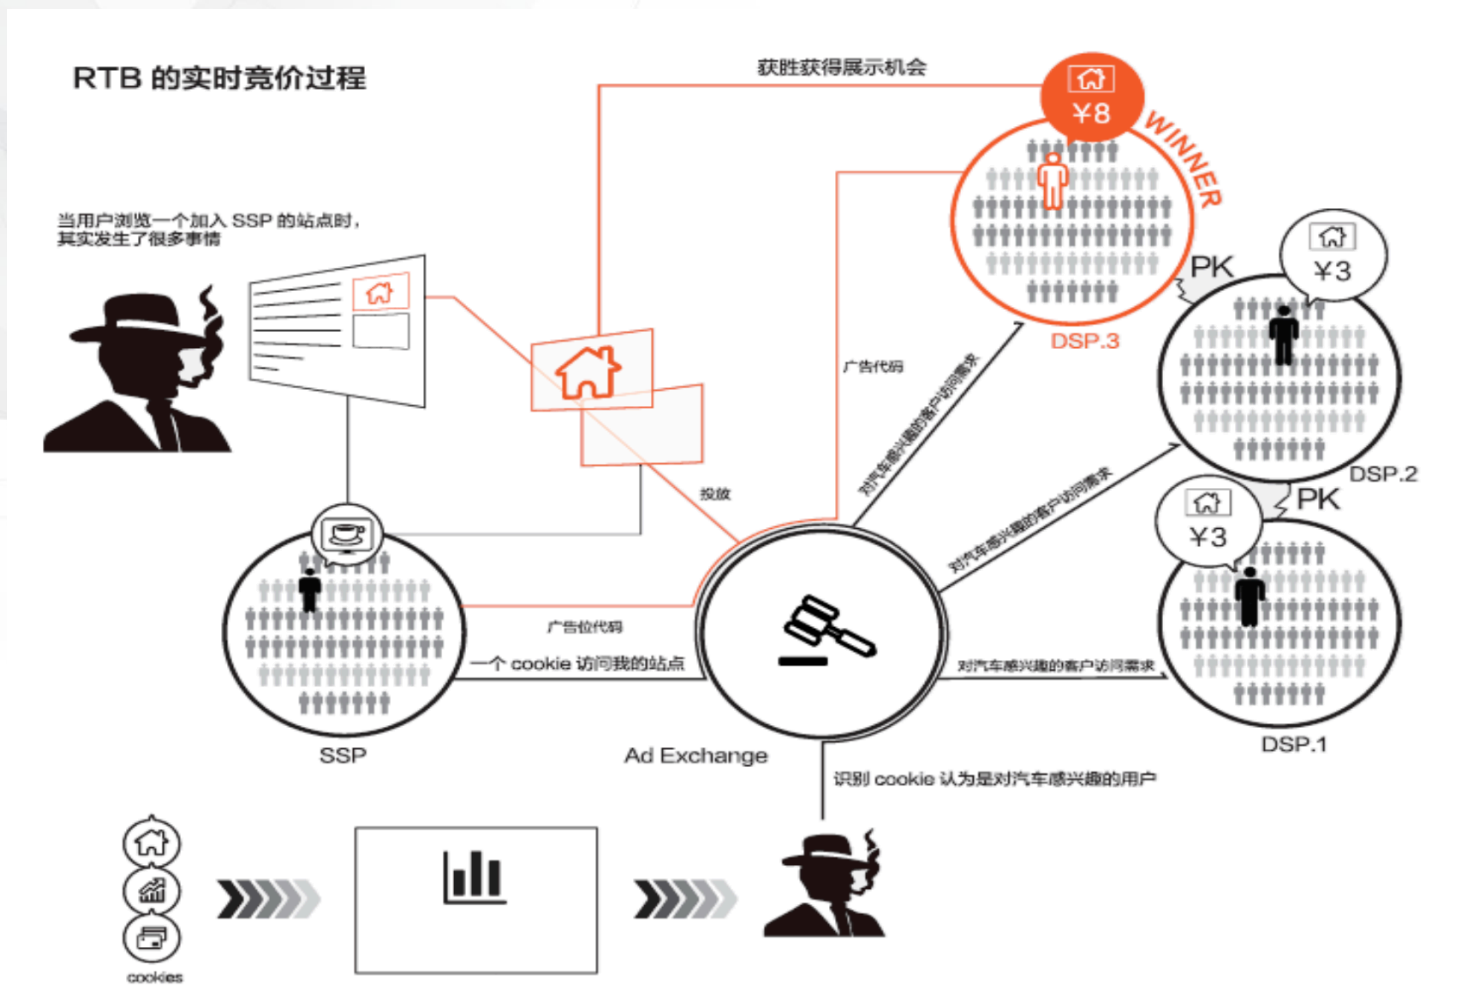 RTB 的实时竞价过程
获胜获得展示机会
¥8
WINNER
当用户浏览一个加入 SSP 的站点时，
其实发生了很多事情
PK
¥3
DSP.3
广告代码
对汽车感兴趣的客户访问需求
DSP.2
对汽车感兴趣的客户访问需求
PK
¥3
投放
广告位代码
一个 cookie 访问我的站点
对汽车感兴趣的客户访问需求
SSP
Ad Exchange
DSP.1
识别 cookie 认为是对汽车感兴趣的用户
cookies